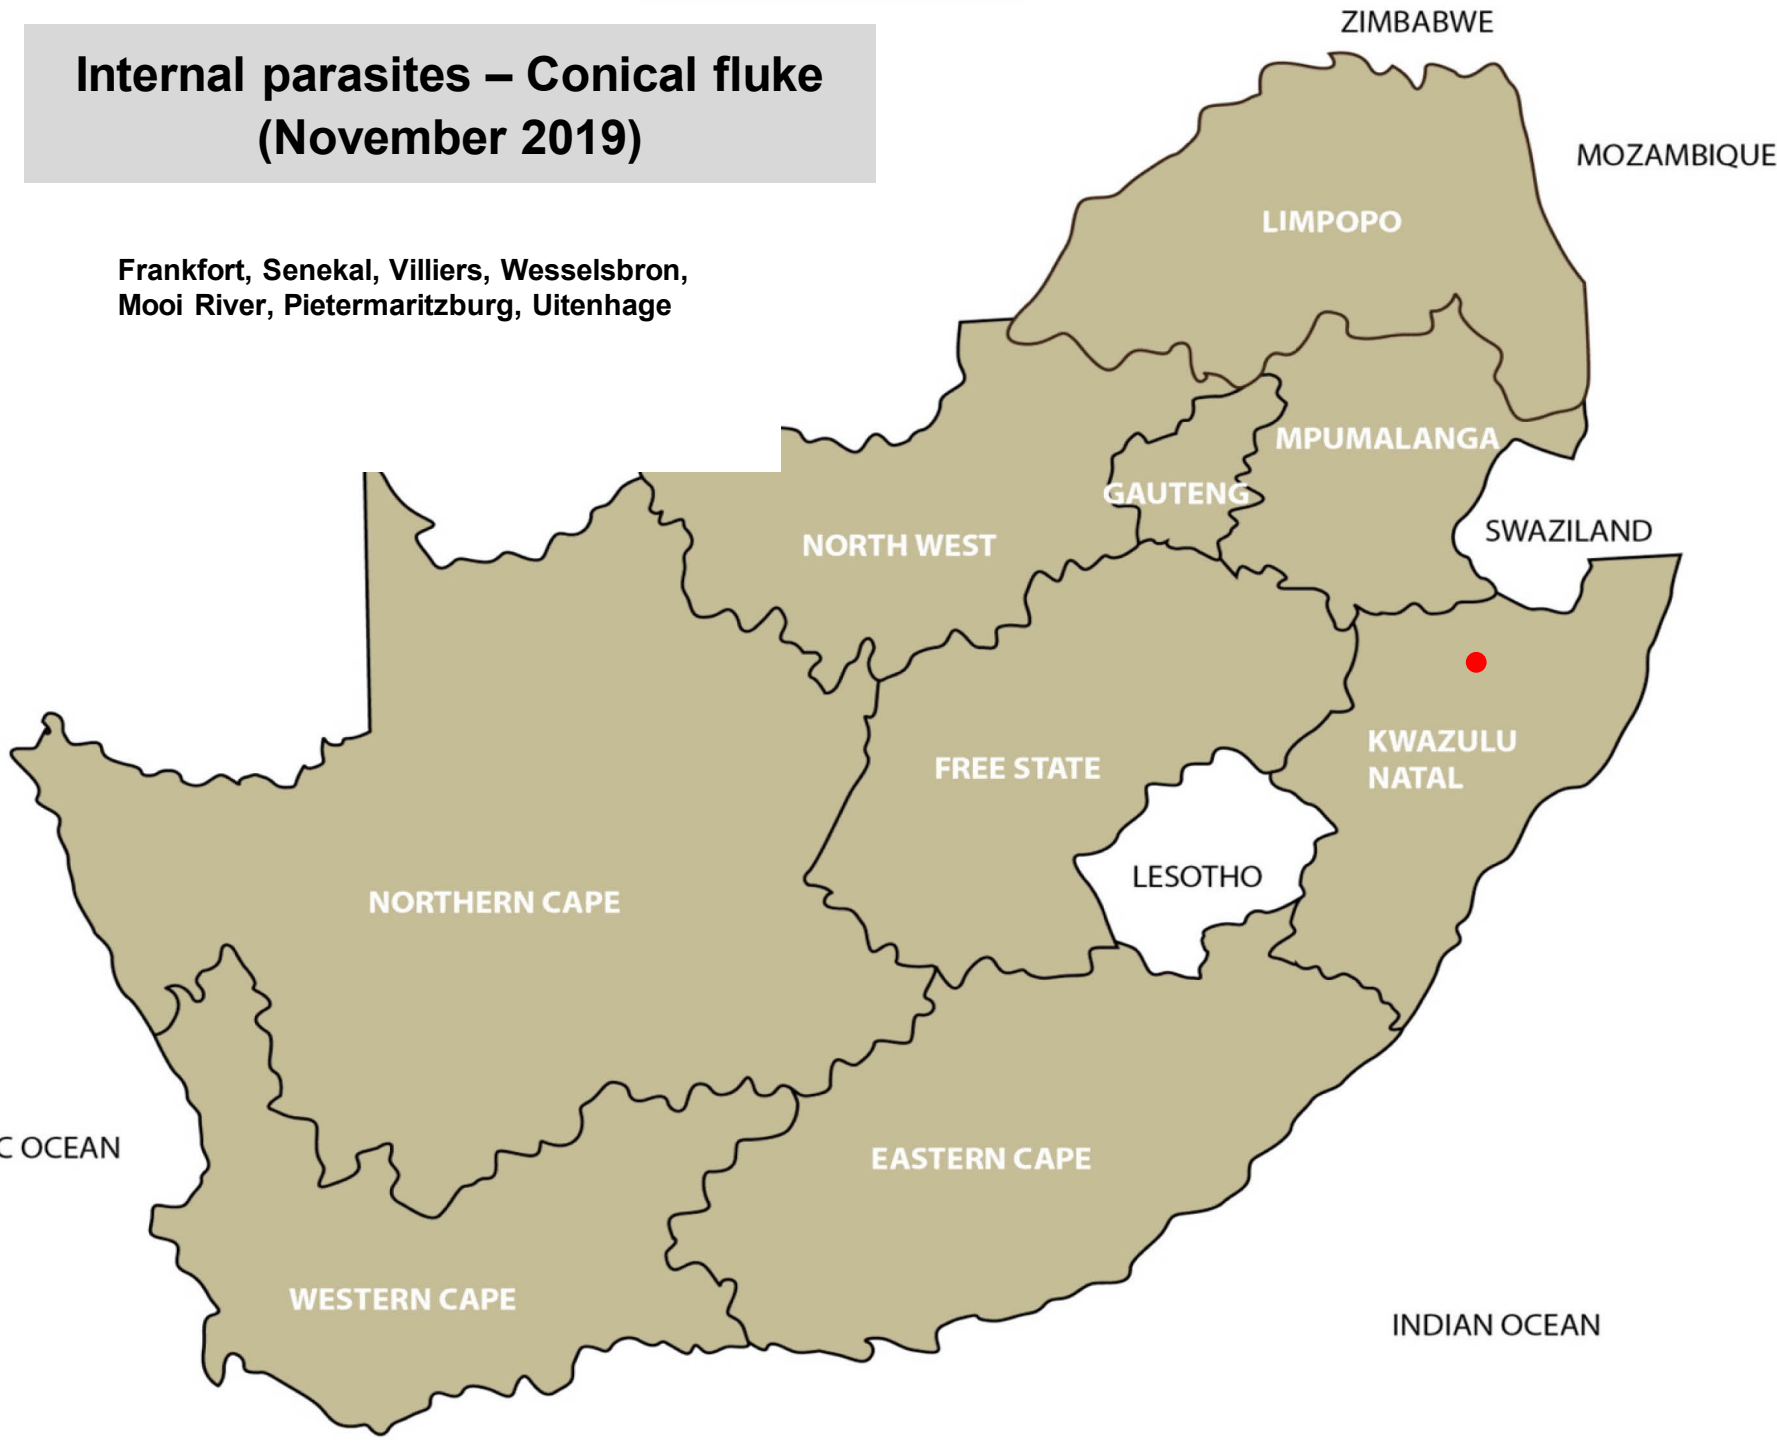 Internal parasites – Conical fluke
(November 2019)
Frankfort, Senekal, Villiers, Wesselsbron,
Mooi River, Pietermaritzburg, Uitenhage
ZIMBABWE
MOZAMBIQUE
LIMPOPO
MPUMALANGA
GAUTENG
SWAZILAND
NORTH WEST
KWAZULU
NATAL
FREE STATE
LESOTHO
NORTHERN CAPE
C OCEAN
EASTERN CAPE
WESTERN CAPE
INDIAN OCEAN